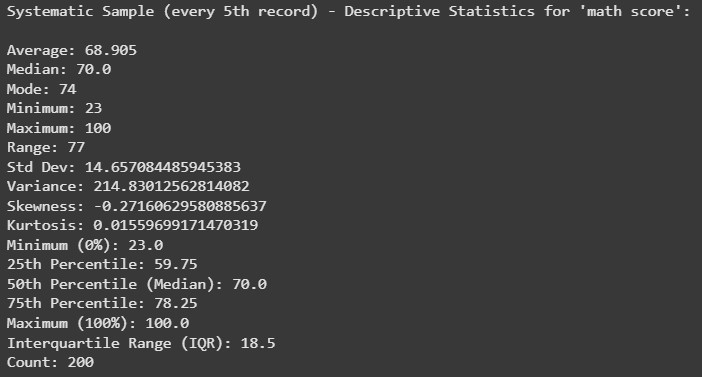 Systematic Sample (every 5th record) - Descriptive Statistics for 'math score':
Average: 68.905
Median: 70.0
Mode: 74
Minimum: 23
Maximum: 100
Range: 77
Std Dev: 14.657084485945383
Variance: 214.83012562814082
Skewness: -0.27160629580885637
Kurtosis: 0.01559699171470319
Minimum (0%): 23.0
25th Percentile: 59.75
50th Percentile (Median): 70.0
75th Percentile: 78.25
Maximum (100%): 100.0
Interquartile Range (IQR): 18.5
Count: 200